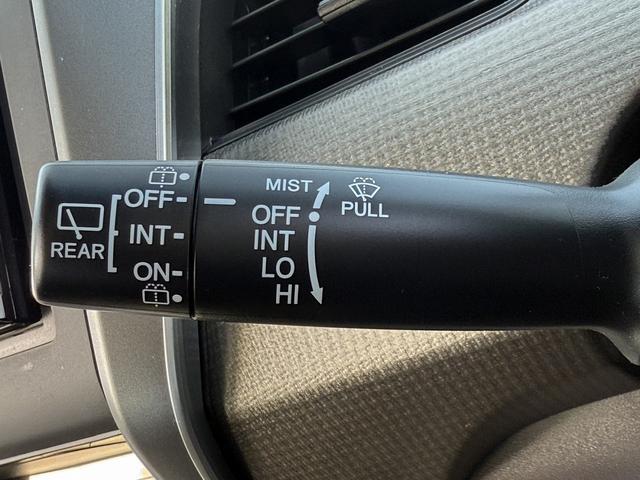 REAR
OFF
INT
ON
MIST
OFF
INT
LO
HI
PULL